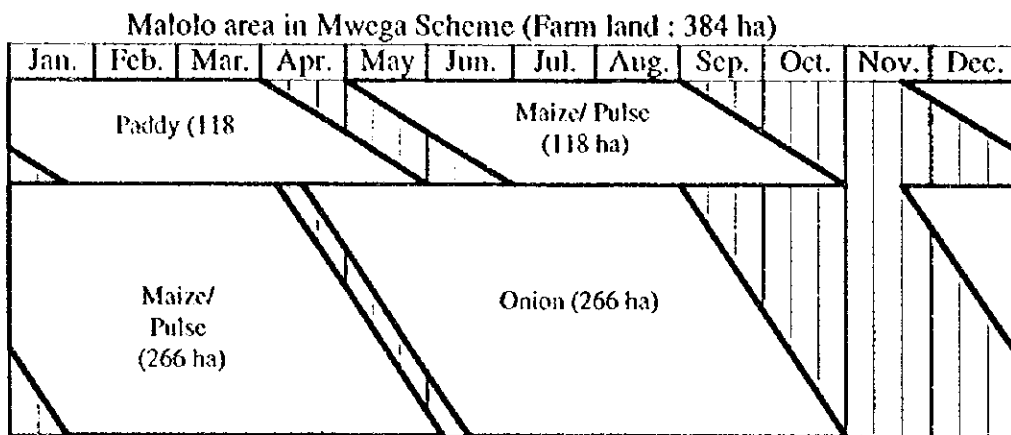 Malolo area in Mwega Scheme (Farm land : 384 ha)
Jan. Feb. Mar. Apr. May Jun. Jul. Aug. Sep. Oct. Nov. Dec.
Paddy (118
Maize/ Pulse
(118 ha)
Maize/
Pulse
(266 ha)
Onion (266 ha)